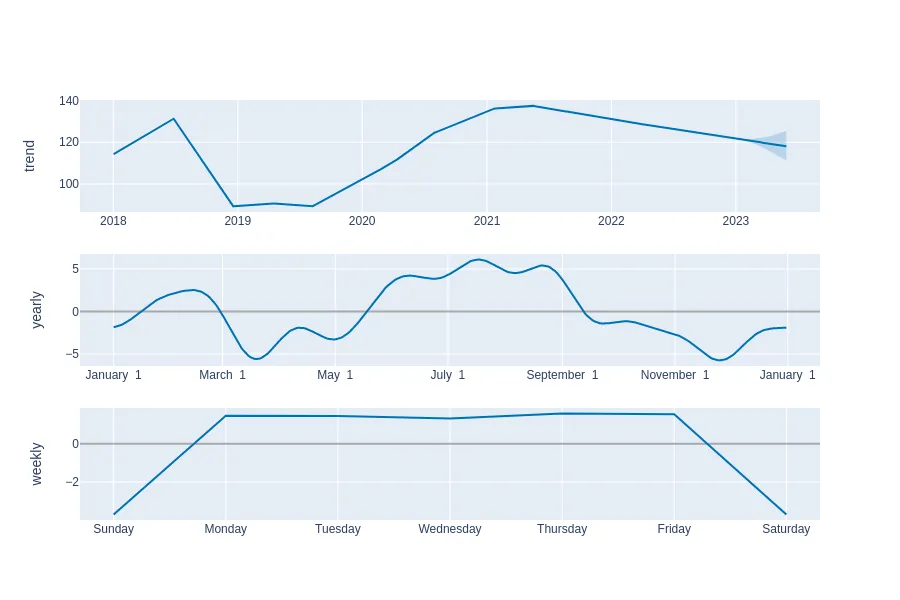 trend
140
120
100
2018 2019 2020 2021 2022 2023
yearly
5
0
−5
January 1 March 1 May 1 July 1 September 1 November 1 January 1
weekly
0
−2
Sunday Monday Tuesday Wednesday Thursday Friday Saturday